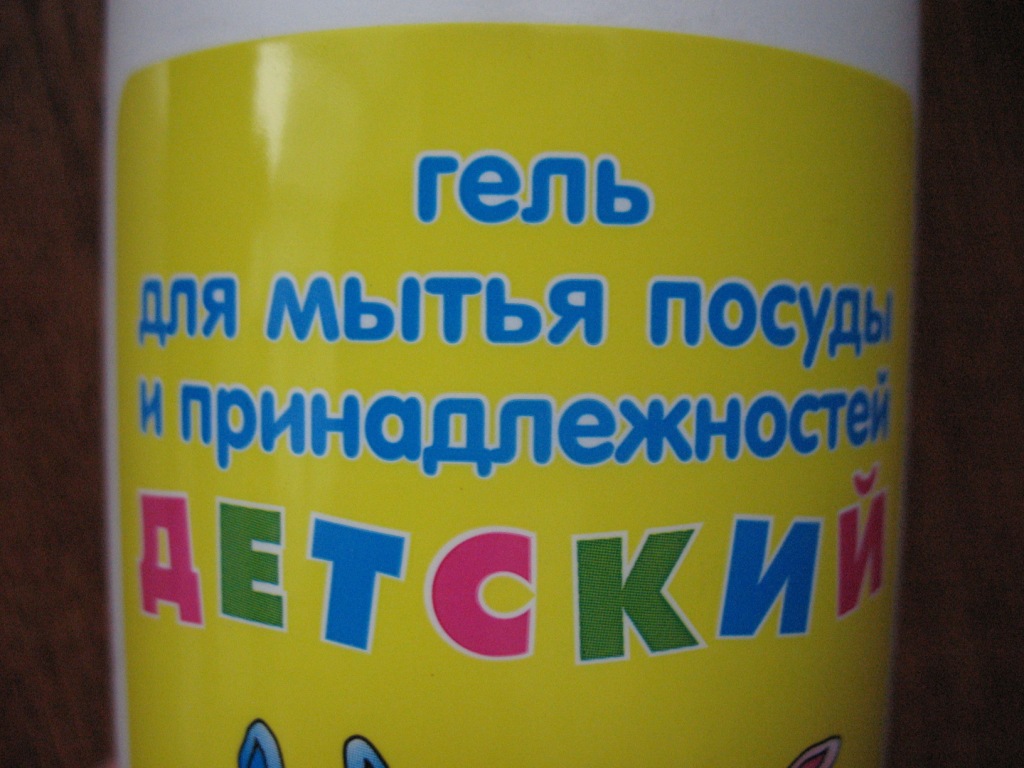 гель
для мытья посуды
и принадлежностей
ДЕТСКИЙ